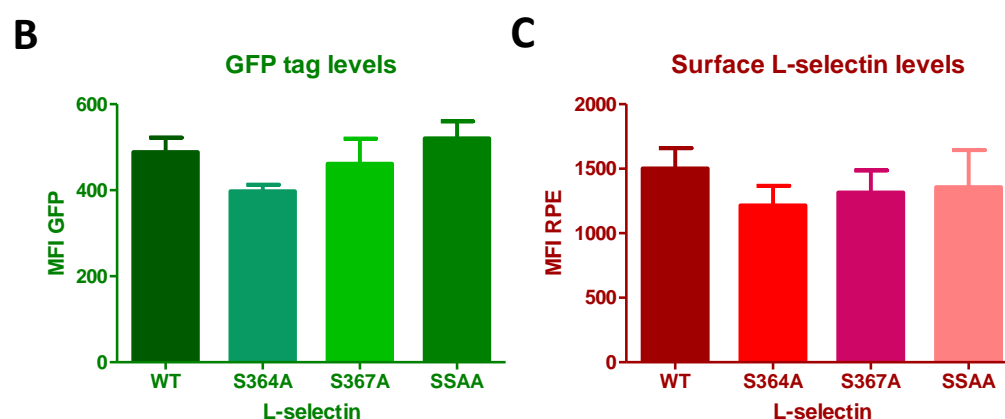 B
GFP tag levels
MFI GFP
600
400
200
0
WT S364A S367A SSAA
L-selectin
C
Surface L-selectin levels
MFI RPE
2000
1500
1000
500
0
WT S364A S367A SSAA
L-selectin